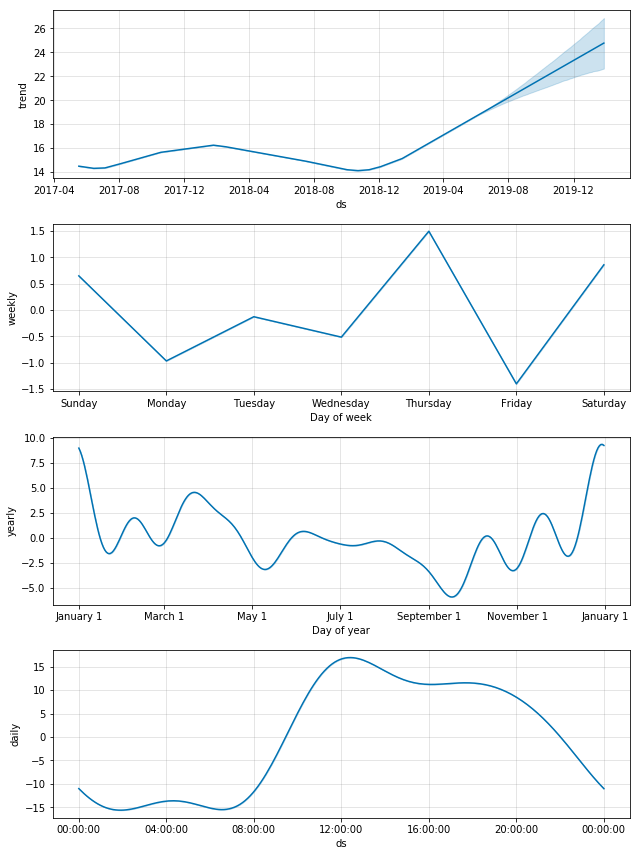 26
24
22
20
18
16
14
trend
2017-04 2017-08 2017-12 2018-04 2018-08 2018-12 2019-04 2019-08 2019-12
ds
1.5
1.0
0.5
0.0
−0.5
−1.0
−1.5
weekly
Sunday Monday Tuesday Wednesday Thursday Friday Saturday
Day of week
10.0
7.5
5.0
2.5
0.0
−2.5
−5.0
yearly
January 1 March 1 May 1 July 1 September 1 November 1 January 1
Day of year
15
10
5
0
−5
−10
−15
daily
00:00:00 04:00:00 08:00:00 12:00:00 16:00:00 20:00:00 00:00:00
ds